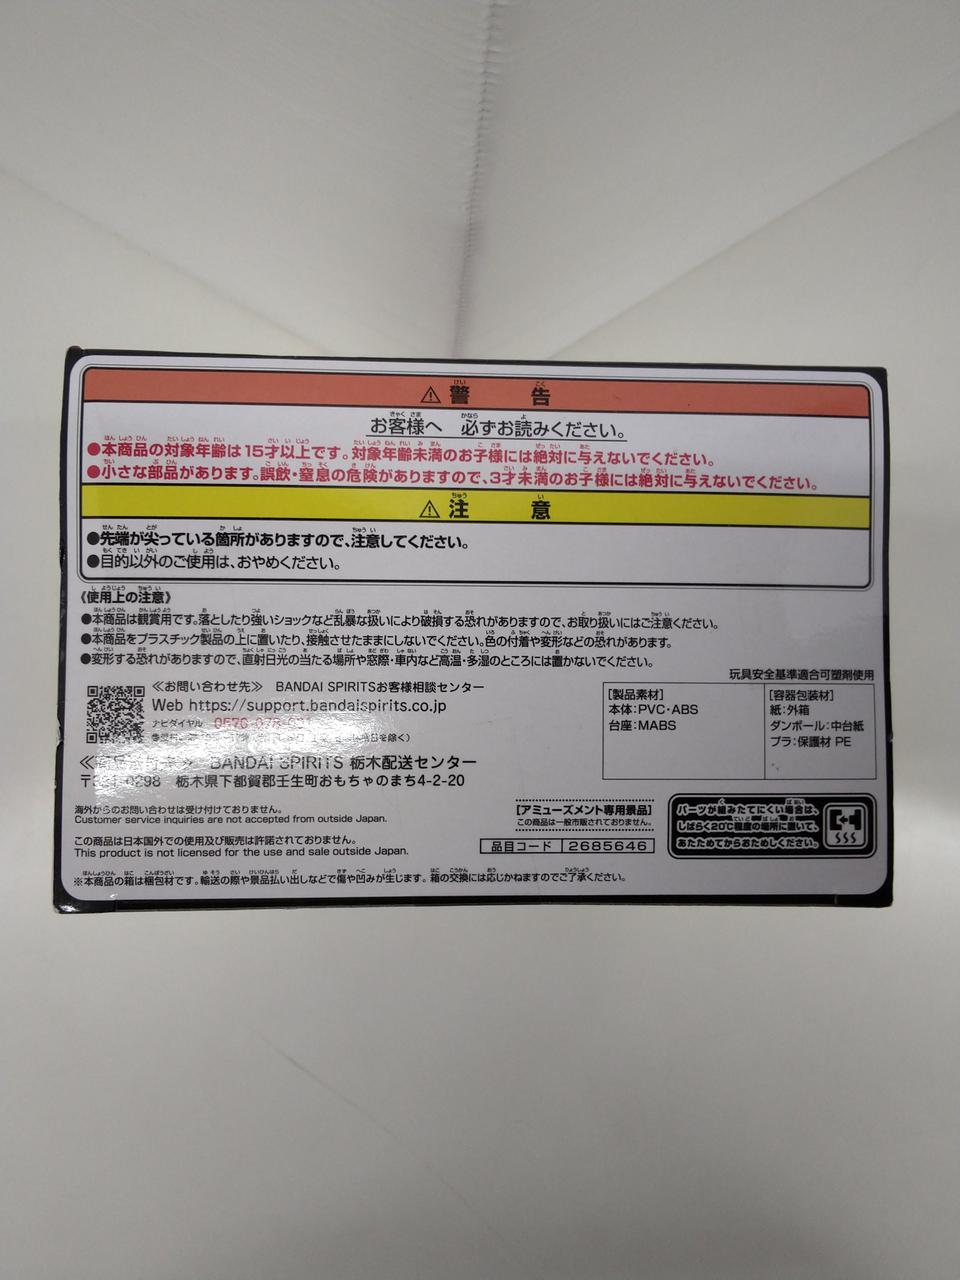 ⚠警告
お客様へ 必ずお読みください。
●本商品の対象年齢は15才以上です。対象年齢未満のお子様には絶対に与えないでください。
●小さな部品があります。誤飲・窒息の危険がありますので、3才未満のお子様には絶対に与えないでください。
⚠注意
●先端が尖っている箇所がありますので、注意してください。
●目的以外のご使用は、おやめください。
《使用上の注意》
●本商品は観賞用です。落としたり強いショックなど乱暴な扱いにより破損する恐れがありますので、お取り扱いにはご注意ください。
●本商品をプラスチック製品の上に置いたり、接触させたままにしないでください。色の付着や変形などの恐れがあります。
●変形する恐れがありますので、直射日光の当たる場所や窓際・車内など高温・多湿のところには置かないでください。
玩具安全基準適合可塑剤使用
≪お問い合わせ先≫ BANDAI SPIRITSお客様相談センター
Web https://support.bandaispirits.co.jp
ナビダイヤル
BANDAI SPIRITS 栃木配送センター
栃木県下都賀郡壬生町おもちゃのまち4-2-20
[製品素材]
本体:PVC・ABS
台座:MABS
[容器包装材]
紙:外箱
ダンボール:中台紙
プラ:保護材 PE
海外からのお問い合わせは受け付けておりません。
Customer service inquiries are not accepted from outside Japan.
この商品は日本国外での使用及び販売は許諾されておりません。
This product is not licensed for the use and sale outside Japan.
【アミューズメント専用景品】
この商品は一般市販されておりません。
品目コード 2685646
パーツが組みたてにくい場合は、
しばらく20℃程度の場所に置いて、
あたためてからおためしください。
※本商品の箱は梱包材です。輸送の際や景品払い出しなどで傷や凹みが生じます。箱の交換には応じかねますのでご了承ください。